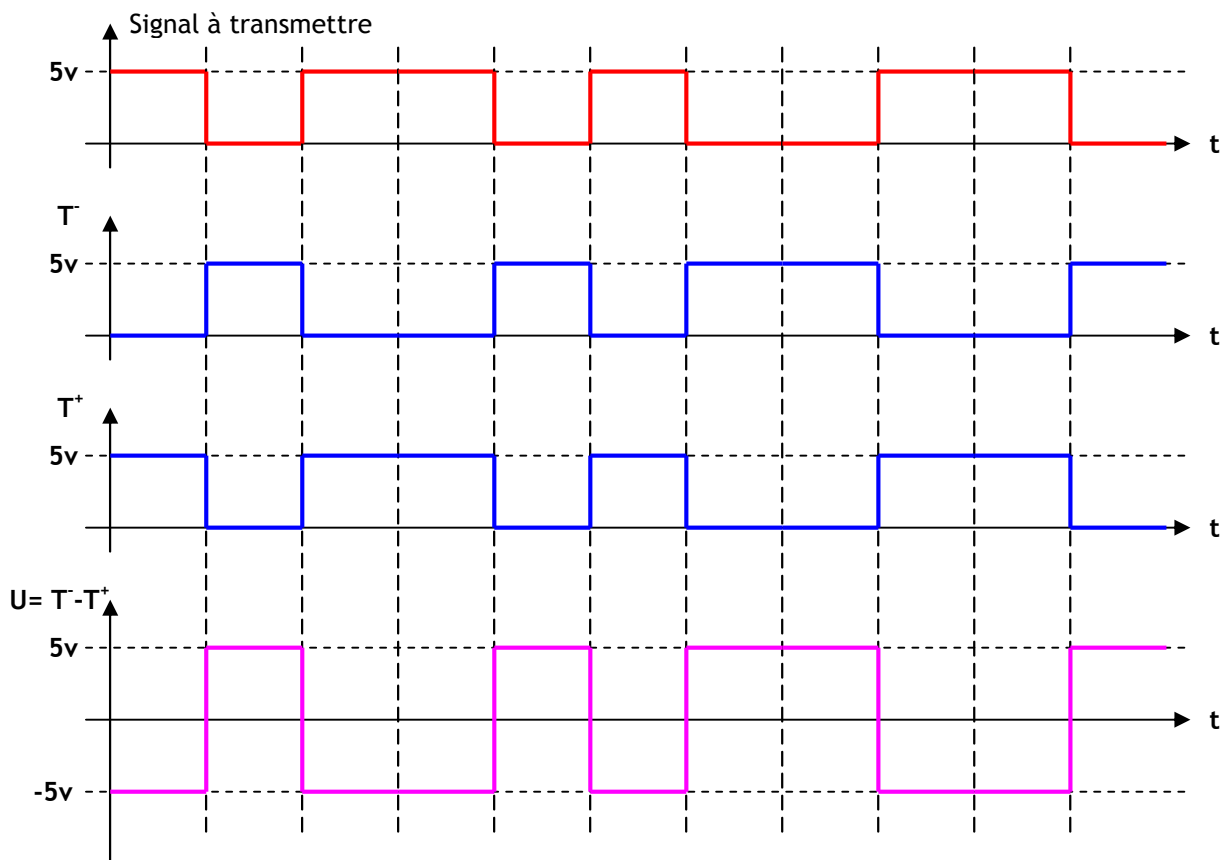 Signal à transmettre
5v
t
T⁻
5v
t
T⁺
5v
t
U= T⁻-T⁺
5v
t
-5v